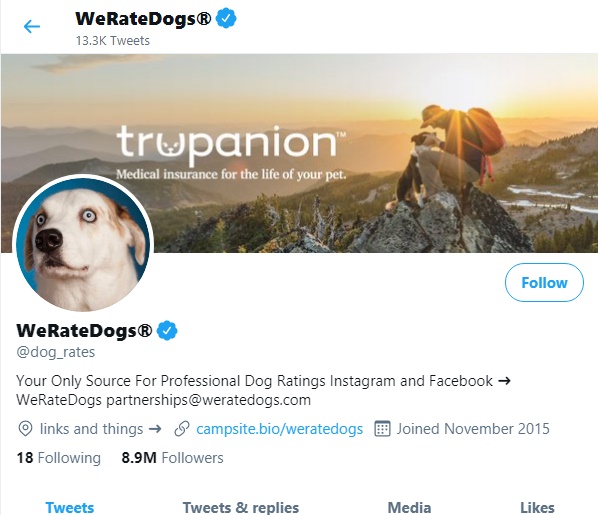 WeRateDogs®
13.3K Tweets
trupanion™
Medical insurance for the life of your pet.
Follow
WeRateDogs®
@dog_rates
Your Only Source For Professional Dog Ratings Instagram and Facebook →
WeRateDogs partnerships@weratedogs.com
links and things → campsite.bio/weratedogs Joined November 2015
18 Following 8.9M Followers
Tweets Tweets & replies Media Likes